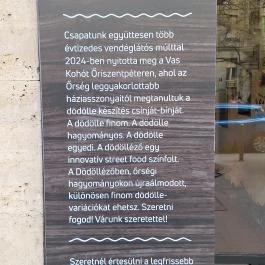 Csapatunk együttesen több
évtizedes vendéglátós múlttal
2024-ben nyitotta meg a Vas
Kohót Őriszentpéteren, ahol az
Őrség leggyakorlottabb
háziasszonyaitól megtanultuk a
dödölle készítés csínját-bínját.
A dödölle finom. A dödölle
hagyományos. A dödölle
egyedi. A dödölléző egy
innovatív street food színfolt.
A Dödöllézőben, őrségi
hagyományokon újraálmodott,
különösen finom dödölle-
variációkat ehetsz. Szeretni
fogod! Várunk szeretettel!
Szeretnél értesülni a legfrissebb